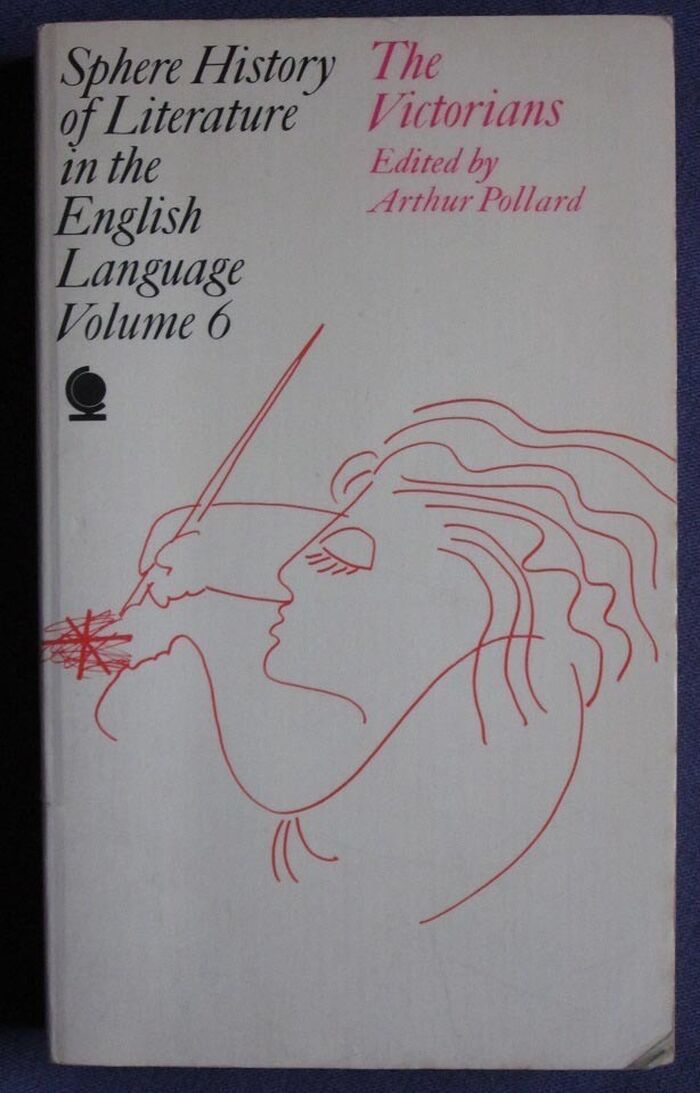 Sphere History
of Literature
in the
English
Language
Volume 6
The
Victorians
Edited by
Arthur Pollard